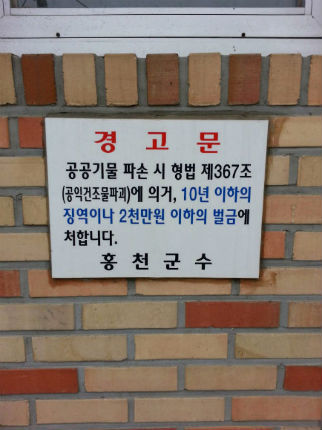 경고문
공공기물 파손 시 형법 제367조
(공익건조물파괴)에 의거, 10년 이하의
징역이나 2천만원 이하의 벌금에
처합니다.
홍천군수